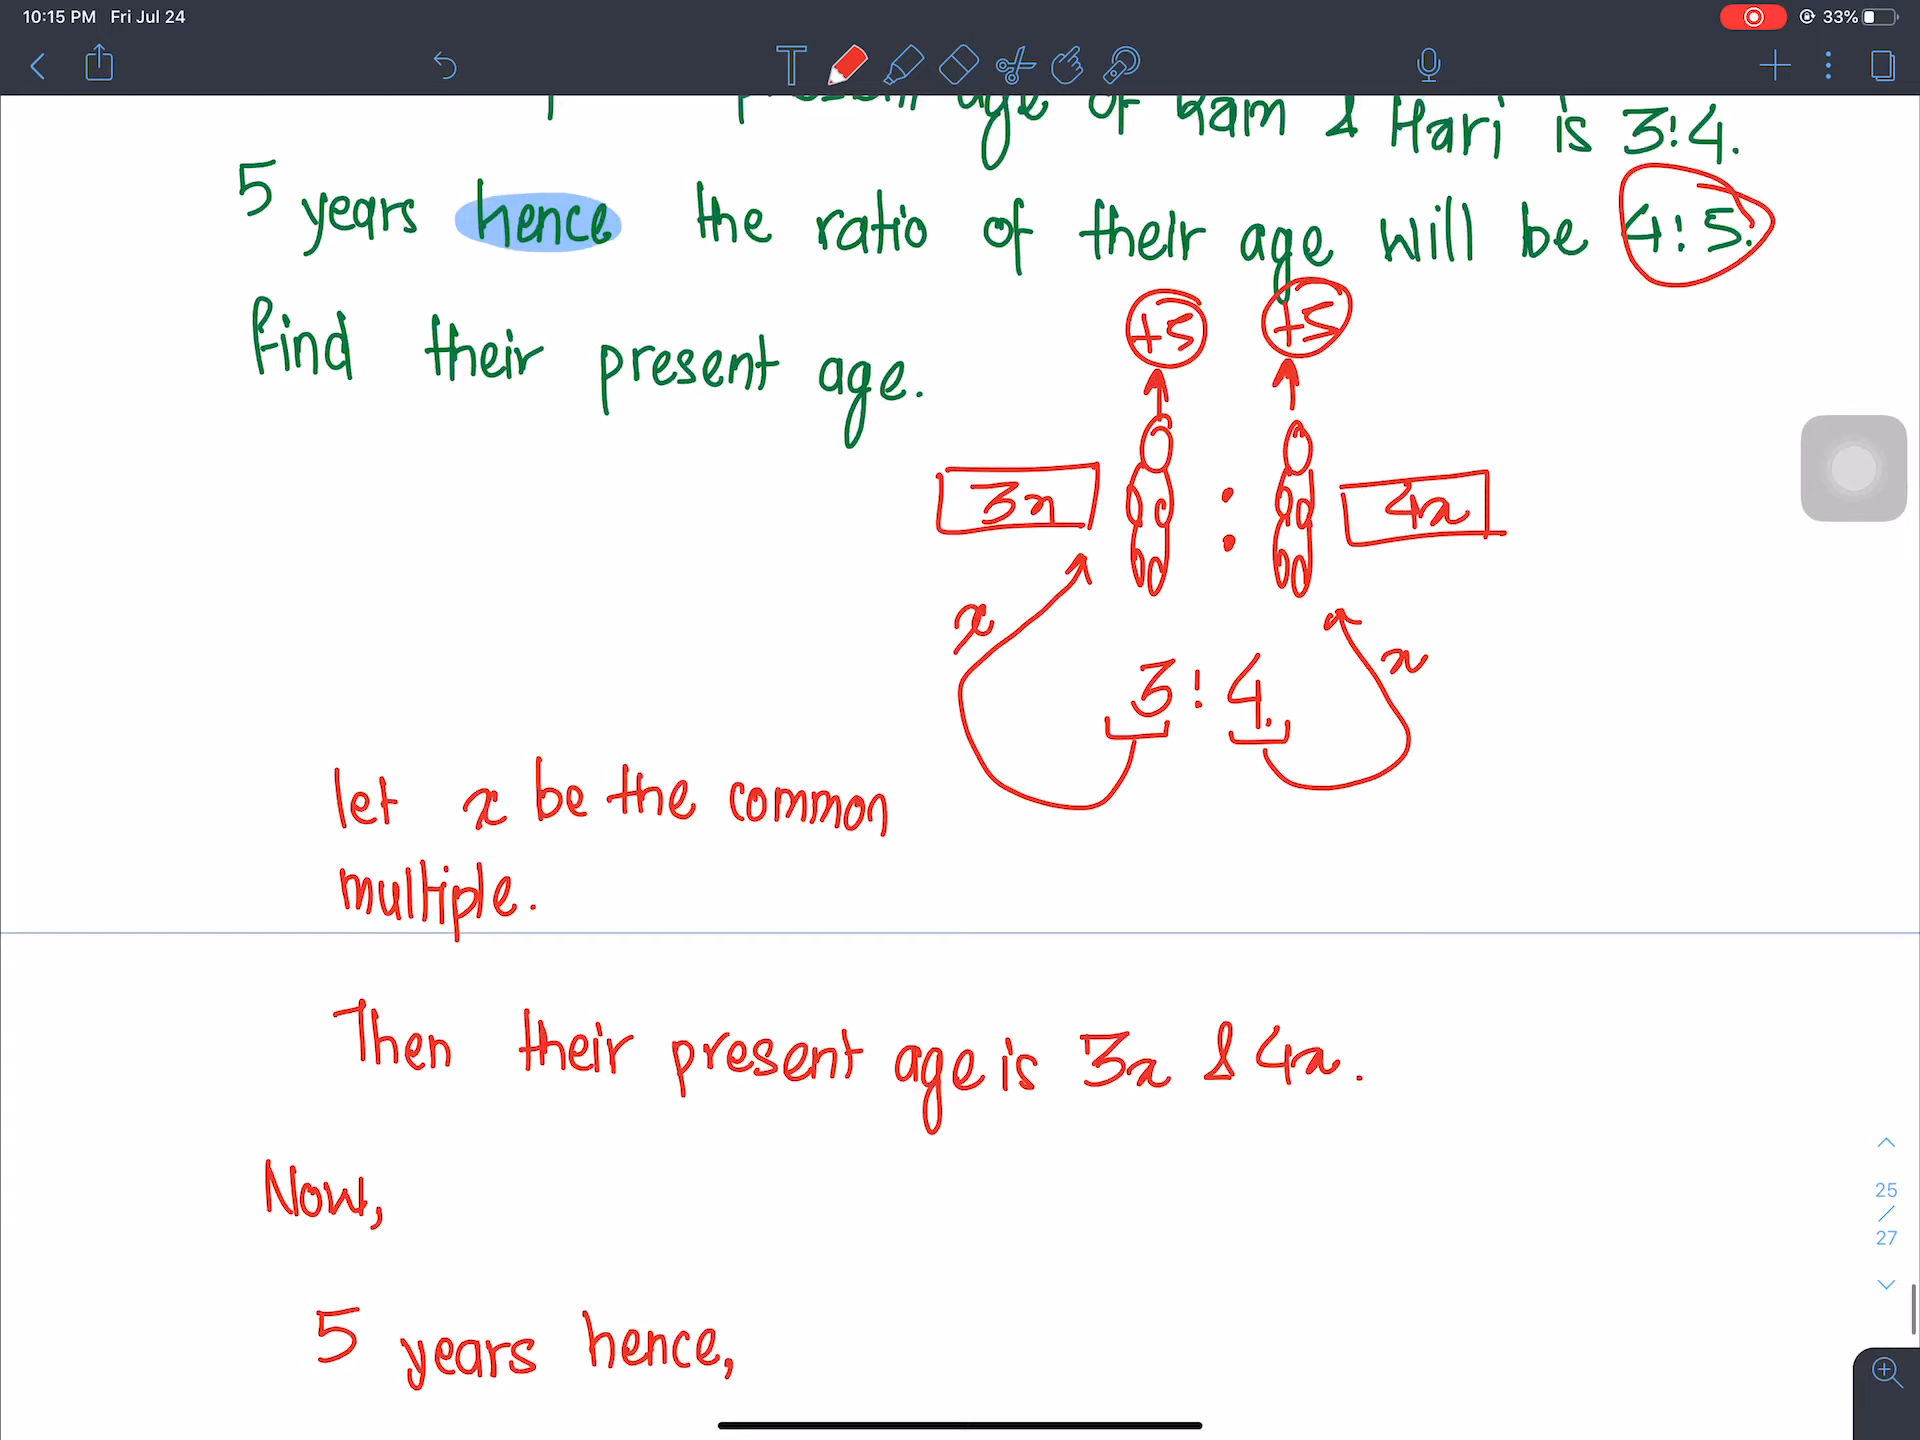 10:15 PM Fri Jul 24
33%
T
present age of Ram & Hari is 3:4.
5 years hence the ratio of their age will be 4:5.
find their present age.
+5 +5
3x : 4x
x x
3:4.
let x be the common
multiple.
Then their present age is 3x & 4x.
Now,
25
/
27
5 years hence,